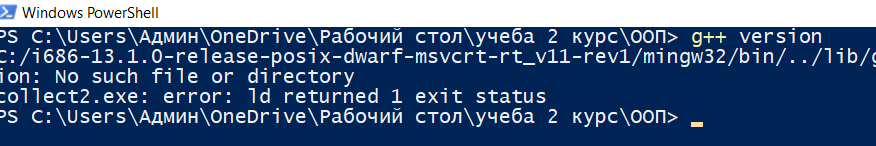 Windows PowerShell
PS C:\Users\Админ\OneDrive\Рабочий стол\учеба 2 курс\ООП> g++ version
C:/i686-13.1.0-release-posix-dwarf-msvcrt-rt_v11-rev1/mingw32/bin/../lib/g
ion: No such file or directory
collect2.exe: error: ld returned 1 exit status
PS C:\Users\Админ\OneDrive\Рабочий стол\учеба 2 курс\ООП>